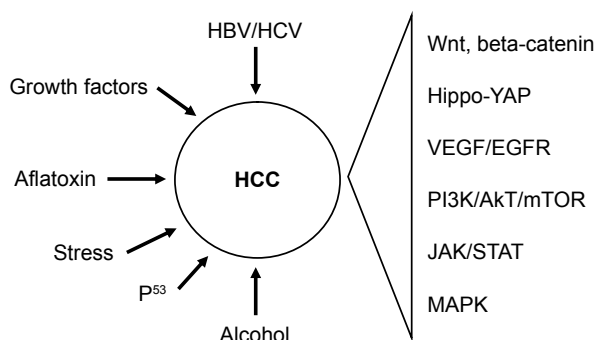 HBV/HCV
Growth factors
Aflatoxin
HCC
Stress
P⁵³
Alcohol
Wnt, beta-catenin
Hippo-YAP
VEGF/EGFR
PI3K/AkT/mTOR
JAK/STAT
MAPK